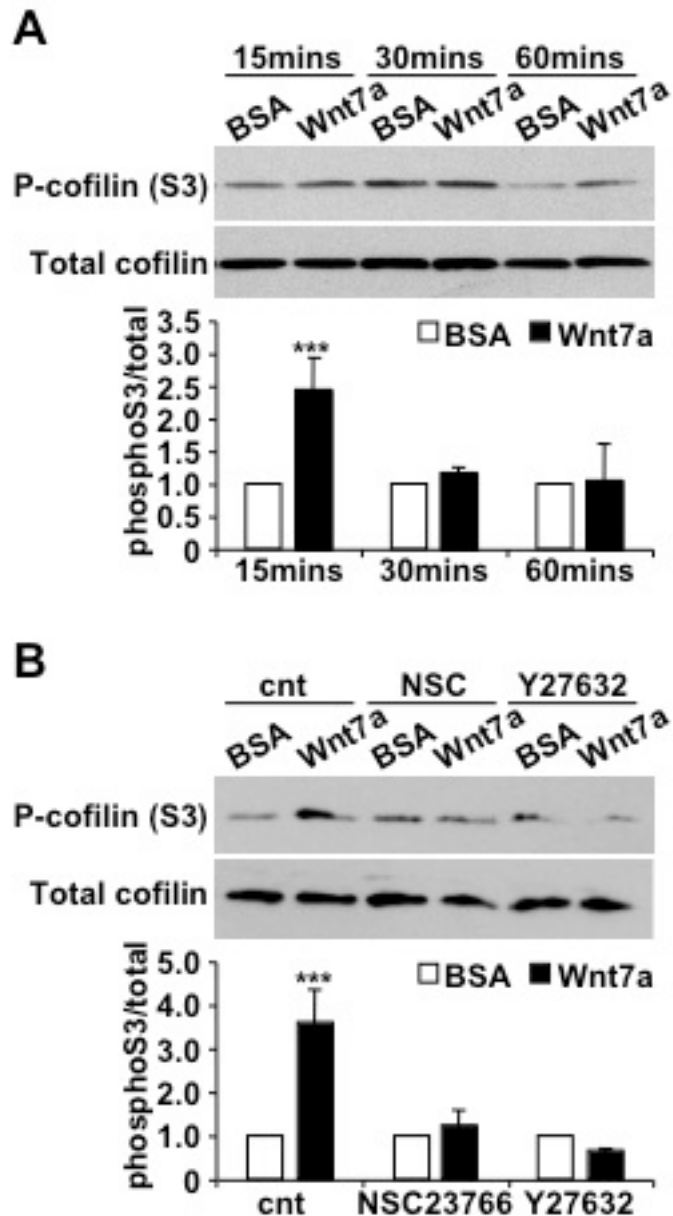 A
15mins 30mins 60mins
BSA Wnt7a BSA Wnt7a BSA Wnt7a
P-cofilin (S3)
Total cofilin
3.5
3.0
2.5
2.0
1.5
1.0
0.5
0
phosphoS3/total
BSA Wnt7a
***
15mins 30mins 60mins
B
cnt NSC Y27632
BSA Wnt7a BSA Wnt7a BSA Wnt7a
P-cofilin (S3)
Total cofilin
5.0
4.0
3.0
2.0
1.0
0
phosphoS3/total
BSA Wnt7a
***
cnt NSC23766 Y27632